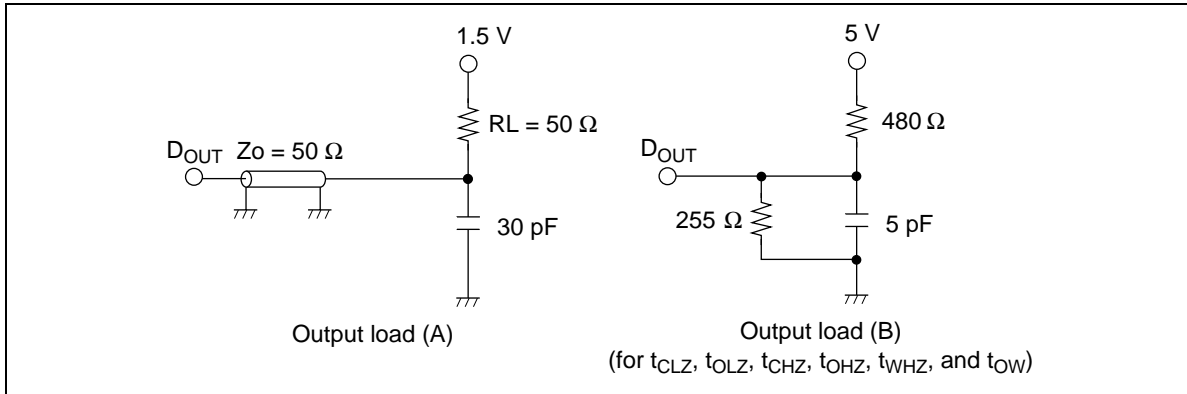 1.5 V
RL = 50 Ω
DOUT
Zo = 50 Ω
30 pF
Output load (A)
5 V
480 Ω
DOUT
255 Ω
5 pF
Output load (B)
(for tCLZ, tOLZ, tCHZ, tOHZ, tWHZ, and tOW)